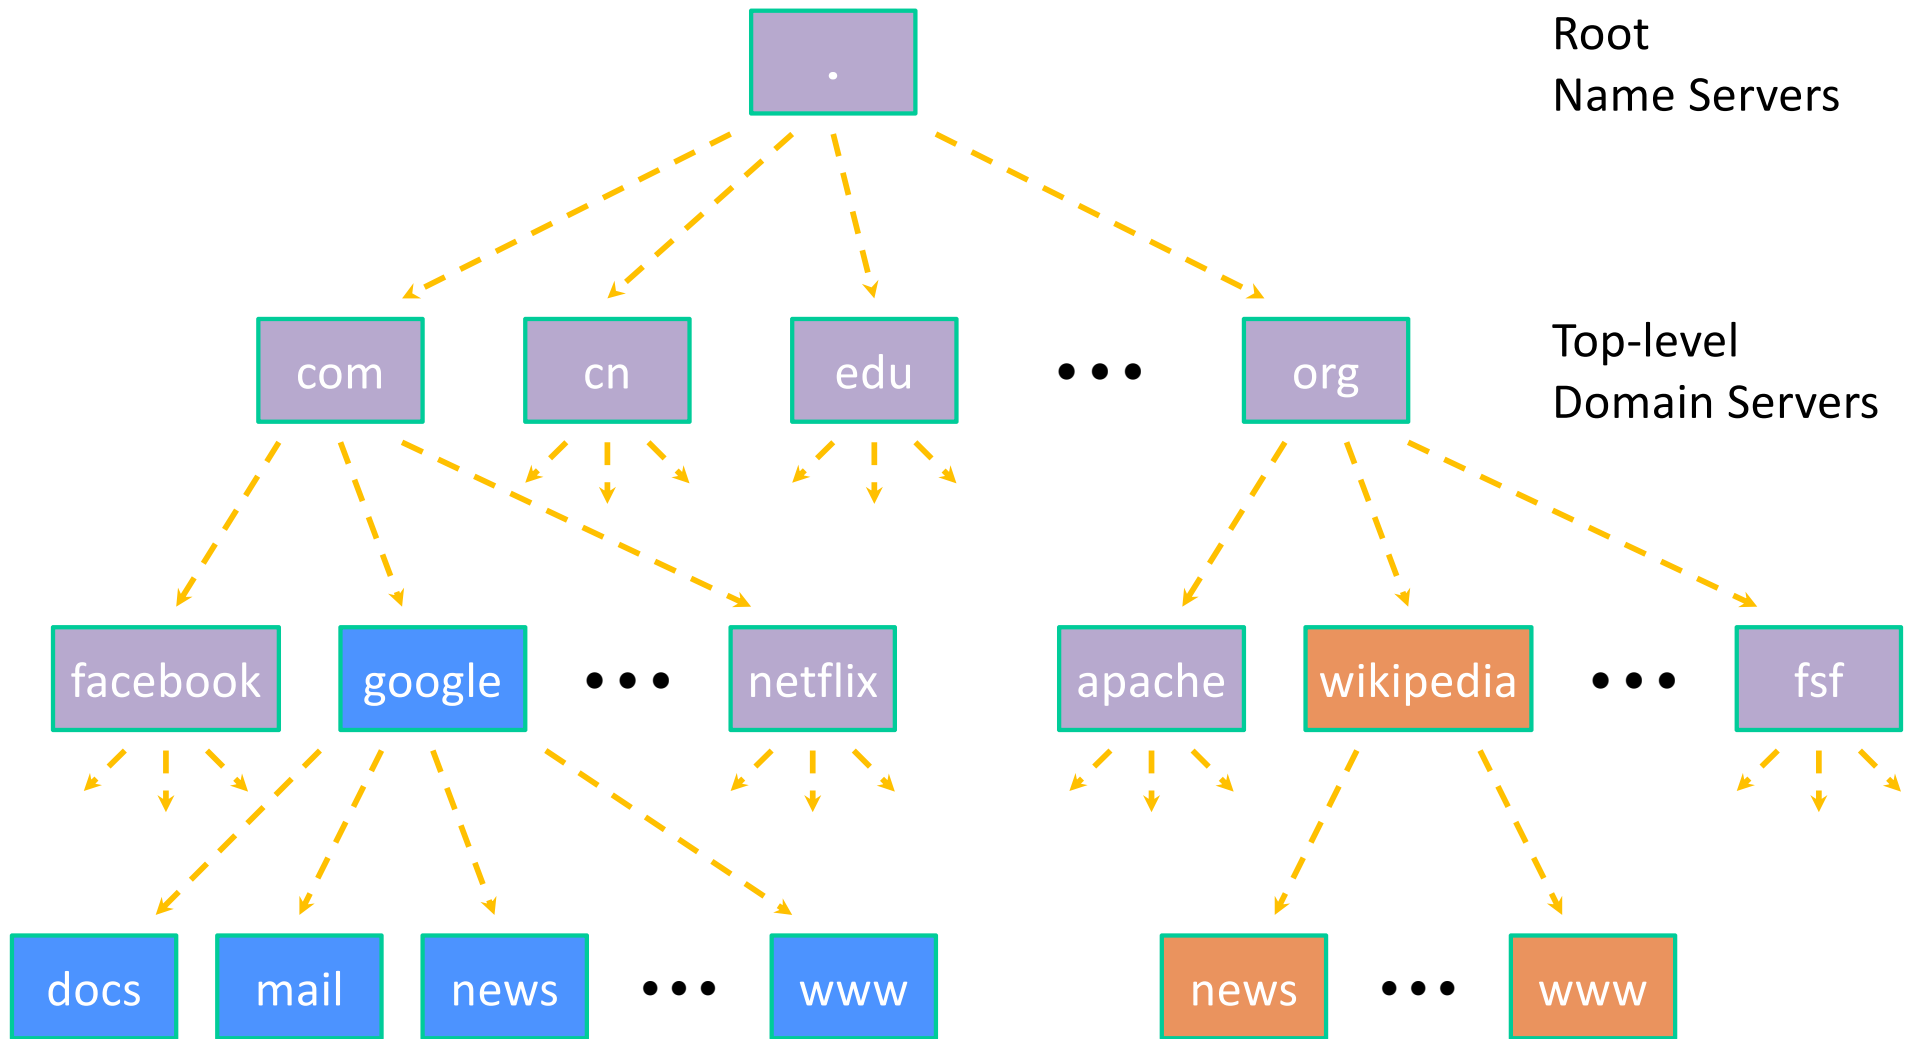 .
Root
Name Servers
com
cn
edu
•••
org
Top-level
Domain Servers
facebook
google
•••
netflix
apache
wikipedia
•••
fsf
docs
mail
news
•••
www
news
•••
www